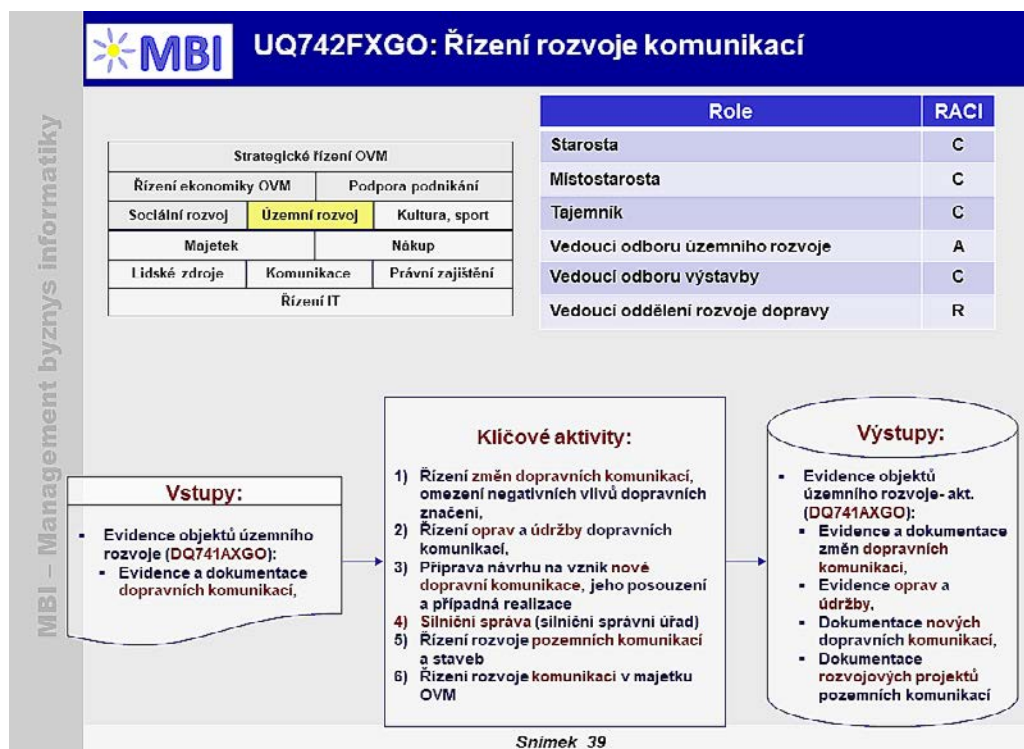 MBI – Management byznys informatiky
MBI
UQ742FXGO: Řízení rozvoje komunikací
Strategické řízení OVM
Řízení ekonomiky OVM Podpora podnikání
Sociální rozvoj Územní rozvoj Kultura, sport
Majetek Nákup
Lidské zdroje Komunikace Právní zajištění
Řízení IT
Role RACI
Starosta C
Místostarosta C
Tajemník C
Vedoucí odboru územního rozvoje A
Vedoucí odboru výstavby C
Vedoucí oddělení rozvoje dopravy R
Vstupy:
▪ Evidence objektů územního
rozvoje (DQ741AXGO):
▪ Evidence a dokumentace
dopravních komunikací,
Klíčové aktivity:
1) Řízení změn dopravních komunikací,
omezení negativních vlivů dopravních
značení,
2) Řízení oprav a údržby dopravních
komunikací,
3) Příprava návrhu na vznik nové
dopravní komunikace, jeho posouzení
a případná realizace
4) Silniční správa (silniční správní úřad)
5) Řízení rozvoje pozemních komunikací
a staveb
6) Řízení rozvoje komunikací v majetku
OVM
Výstupy:
▪ Evidence objektů
územního rozvoje- akt.
(DQ741AXGO):
▪ Evidence a dokumentace
změn dopravních
komunikací,
▪ Evidence oprav a
údržby,
▪ Dokumentace nových
dopravních komunikací,
▪ Dokumentace
rozvojových projektů
pozemních komunikací
Snímek 39